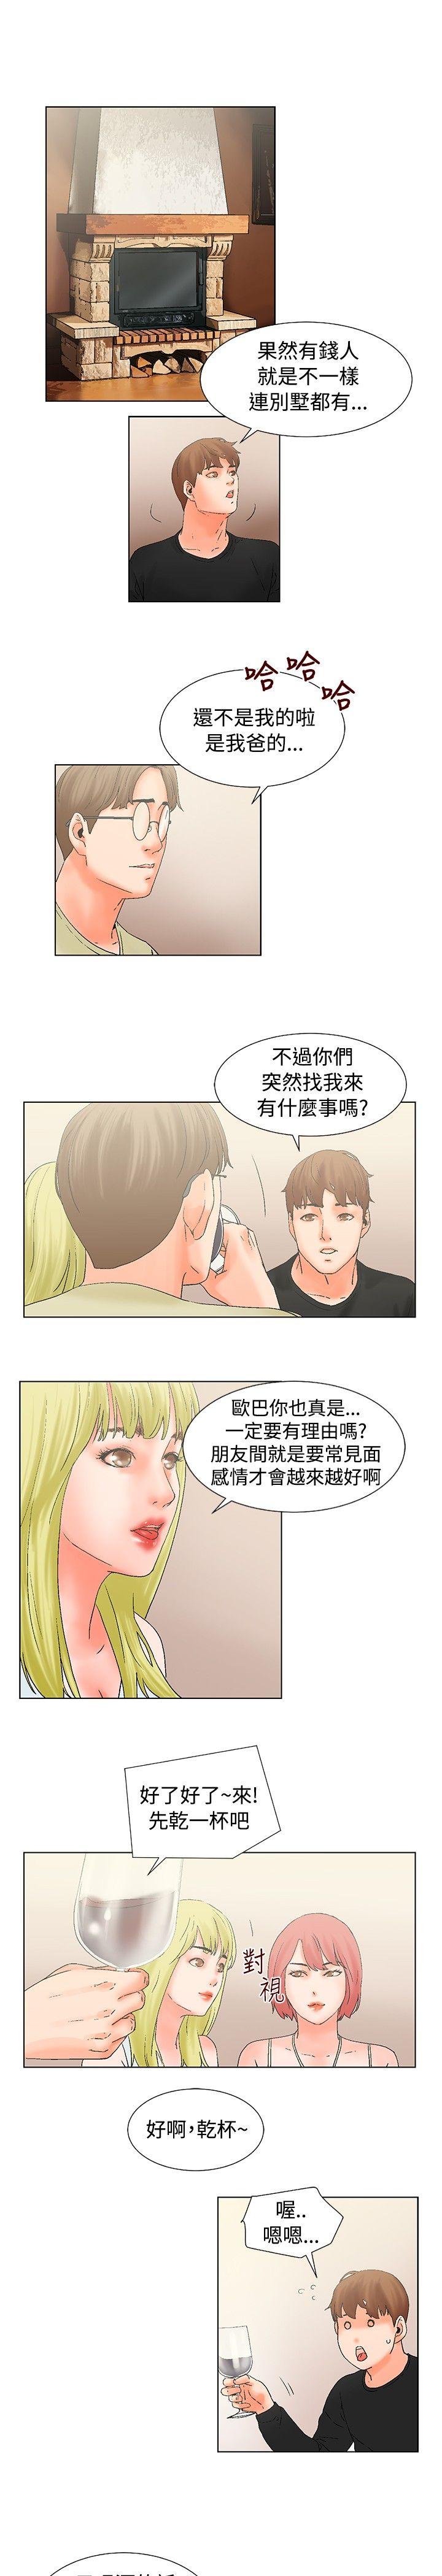 果然有錢人
就是不一樣
連別墅都有...
哈哈哈
還不是我的啦
是我爸的...
不過你們
突然找我來
有什麼事嗎?
歐巴你也真是...
一定要有理由嗎?
朋友間就是要常見面
感情才會越來越好啊
好了好了~來!
先乾一杯吧
對視
好啊,乾杯~
喔..
嗯嗯...